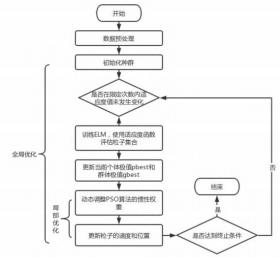 开始
数据预处理
初始化种群
是否在限定次数内适
应度值未发生变化
训练ELM，使用适应度函数
评估粒子集合
更新当前个体极值pbest和
群体极值gbest
动态调整PSO算法的惯性权
重
更新粒子的速度和位置
全局优化
局部优化
是否达到终止条件
是
否
结束